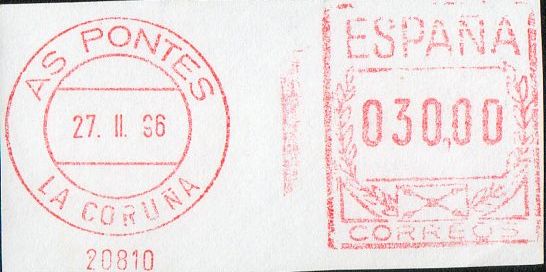 AS PONTES
27. II. 96
LA CORUÑA
20810
ESPAÑA
030,00
CORREOS